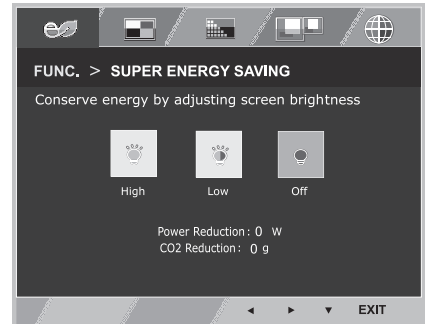 FUNC. > SUPER ENERGY SAVING
Conserve energy by adjusting screen brightness
High Low Off
Power Reduction : 0 W
CO2 Reduction : 0 g
EXIT